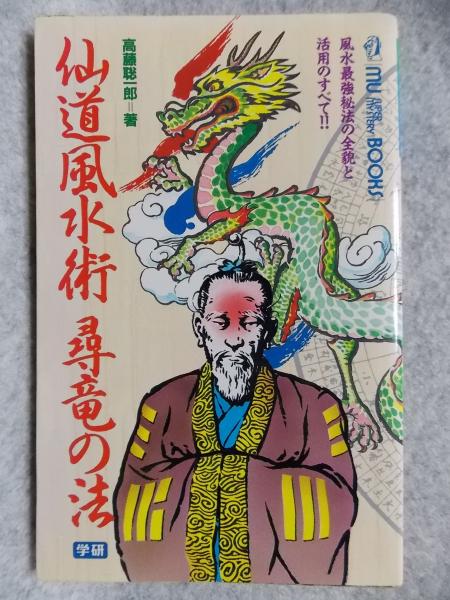 風水最強秘法の全貌と
活用のすべて!!
MU SUPER MYSTERY BOOKS
高藤聡一郎=著
仙道風水術 尋竜の法
学研